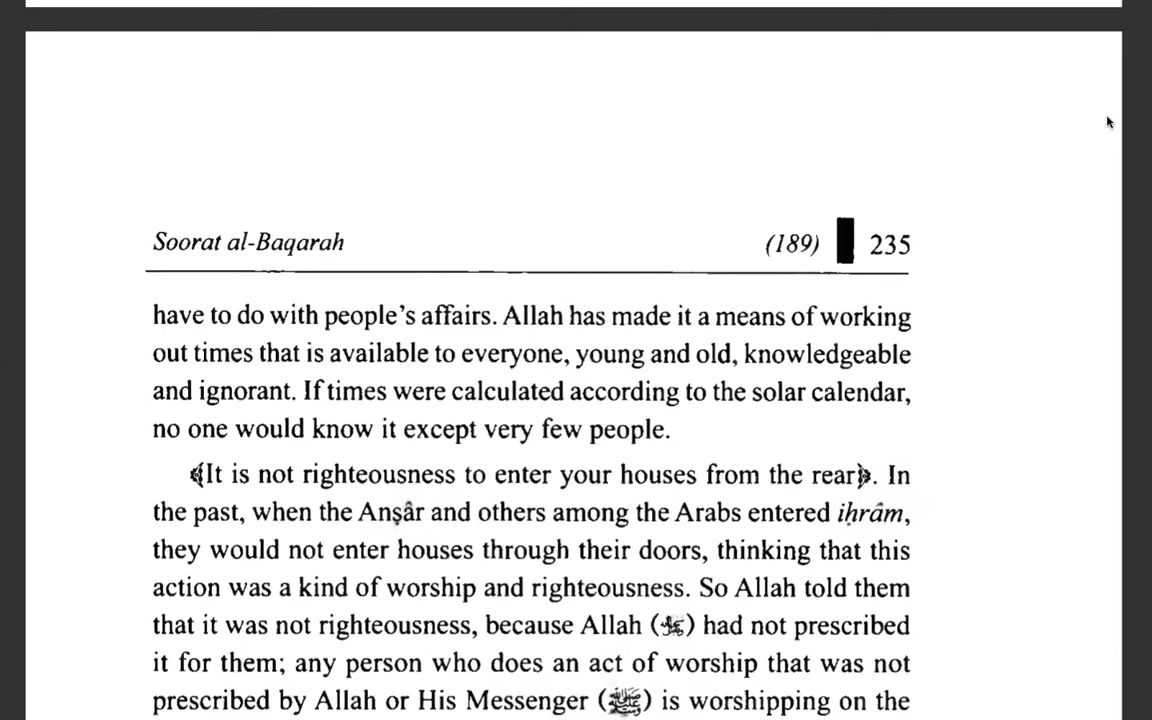 Soorat al-Baqarah (189) 235
have to do with people's affairs. Allah has made it a means of working
out times that is available to everyone, young and old, knowledgeable
and ignorant. If times were calculated according to the solar calendar,
no one would know it except very few people.
﴾It is not righteousness to enter your houses from the rear﴿. In
the past, when the Anṣâr and others among the Arabs entered iḥrâm,
they would not enter houses through their doors, thinking that this
action was a kind of worship and righteousness. So Allah told them
that it was not righteousness, because Allah () had not prescribed
it for them; any person who does an act of worship that was not
prescribed by Allah or His Messenger (ﷺ) is worshipping on the